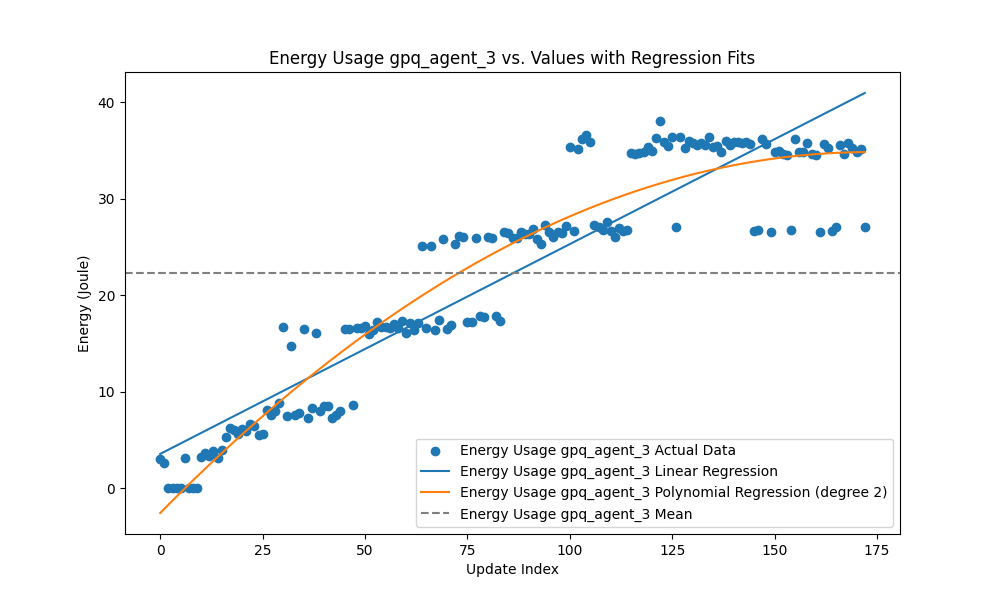 Energy Usage gpq_agent_3 vs. Values with Regression Fits
Energy (Joule)
40
30
20
10
0
0 25 50 75 100 125 150 175
Update Index
Energy Usage gpq_agent_3 Actual Data
Energy Usage gpq_agent_3 Linear Regression
Energy Usage gpq_agent_3 Polynomial Regression (degree 2)
Energy Usage gpq_agent_3 Mean